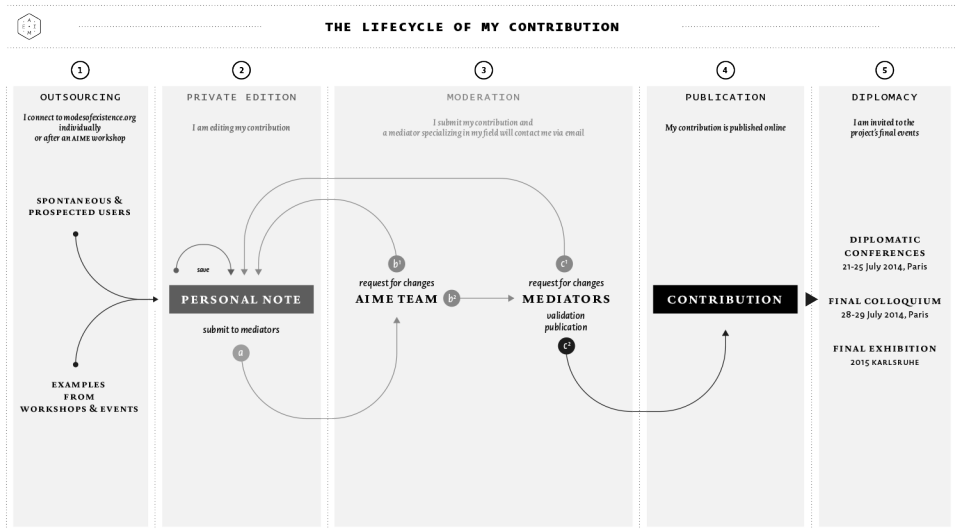 A
E • I
M
THE LIFECYCLE OF MY CONTRIBUTION
1
OUTSOURCING
I connect to modesofexistence.org
individually
or after an AIME workshop
SPONTANEOUS &
PROSPECTED USERS
EXAMPLES
FROM
WORKSHOPS & EVENTS
2
PRIVATE EDITION
I am editing my contribution
save
PERSONAL NOTE
submit to mediators
a
3
MODERATION
I submit my contribution and
a mediator specializing in my field will contact me via email
b¹
request for changes
AIME TEAM
b²
c¹
request for changes
MEDIATORS
validation
publication
c²
4
PUBLICATION
My contribution is published online
CONTRIBUTION
5
DIPLOMACY
I am invited to the
project's final events
DIPLOMATIC
CONFERENCES
21-25 July 2014, Paris
FINAL COLLOQUIUM
28-29 July 2014, Paris
FINAL EXHIBITION
2015 KARLSRUHE